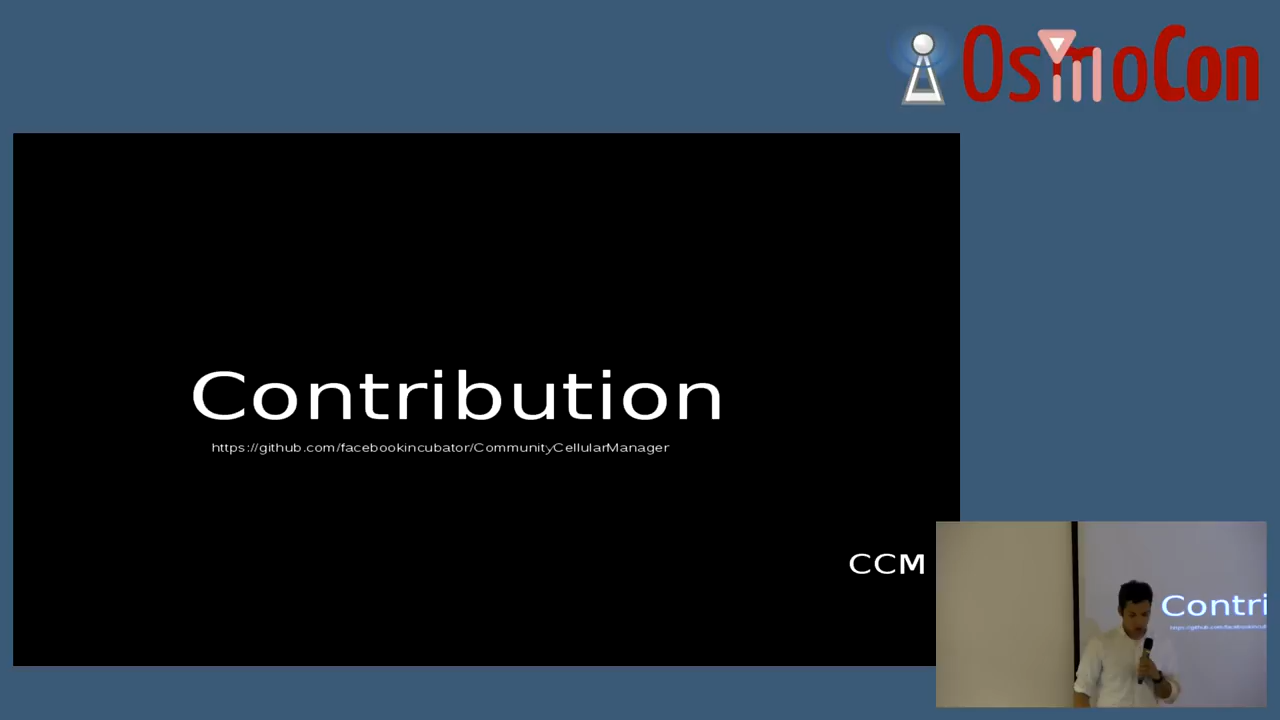 OsmoCon
Contribution
https://github.com/facebookincubator/CommunityCellularManager
CCM
Contri